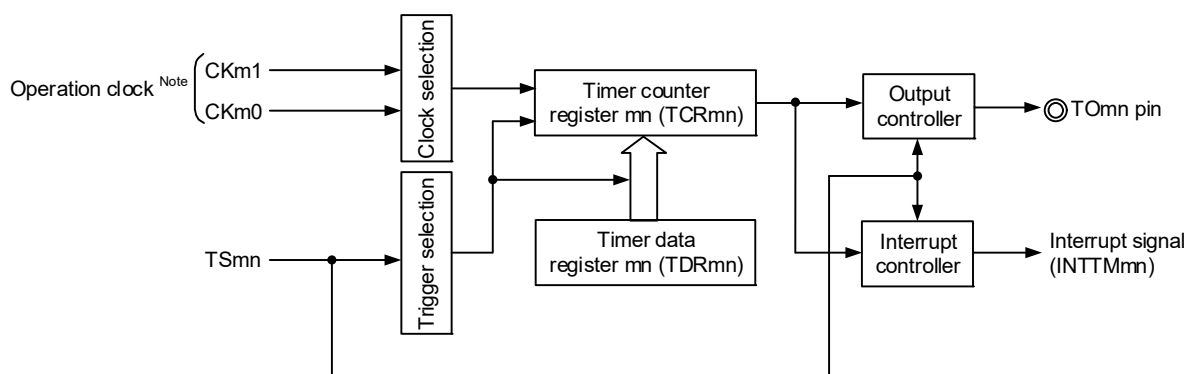 Operation clock Note
CKm1
CKm0
Clock selection
Timer counter
register mn (TCRmn)
Output
controller
TOmn pin
TSmn
Trigger selection
Timer data
register mn (TDRmn)
Interrupt
controller
Interrupt signal
(INTTMmn)